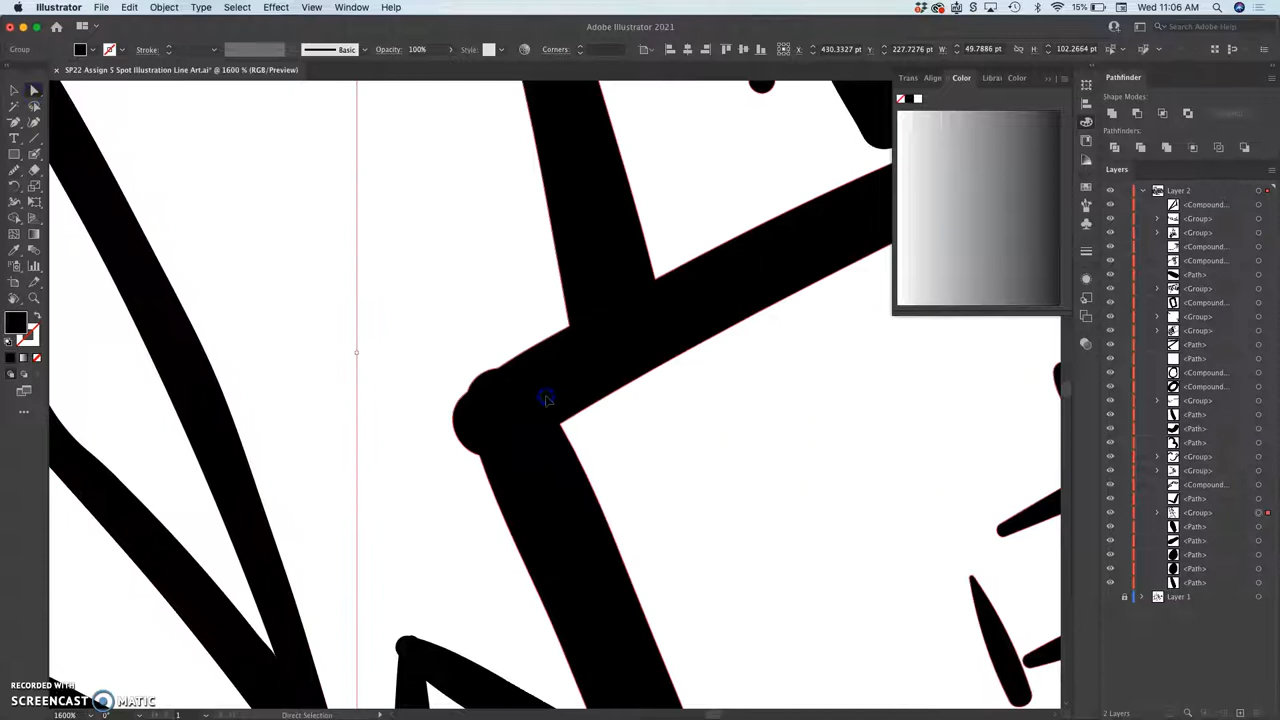 Illustrator File Edit Object Type Select Effect View Window Help 15% Wed 11:06 AM
Adobe Illustrator 2021 Search Adobe Help
Group Stroke: Basic Opacity: 100% Style: Corners: X: 430.3327 pt Y: 227.7276 pt W: 49.7886 pt H: 102.2664 pt
× SP22 Assign 5 Spot Illustration Line Art.ai* @ 1600 % (RGB/Preview)
Trans Align Color Librai Color
Pathfinder
Shape Modes:
Pathfinders:
Layers
Layer 2
<Compound...
<Group>
<Group>
<Compound...
<Compound...
<Path>
<Group>
<Compound...
<Group>
<Group>
<Path>
<Path>
<Compound...
<Compound...
<Group>
<Path>
<Path>
<Path>
<Group>
<Group>
<Compound...
<Path>
<Group>
<Path>
<Path>
<Path>
<Path>
<Path>
Layer 1
RECORDED WITH
SCREENCAST MATIC
1600% 0° 1 Direct Selection 2 Layers